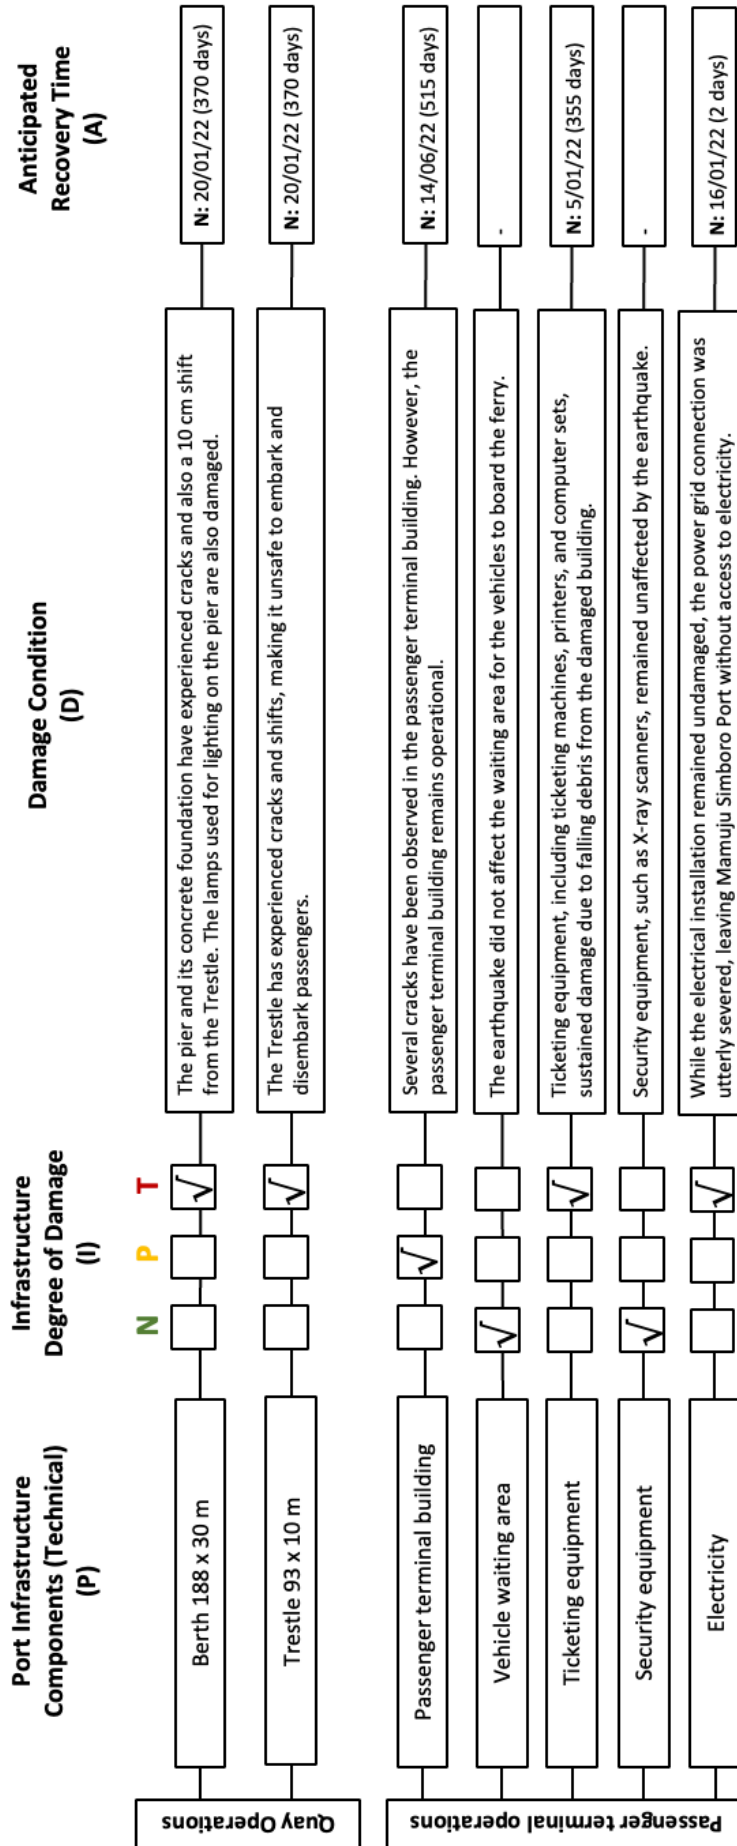 Port Infrastructure
Components (Technical)
(P)
Infrastructure
Degree of Damage
(I)
Damage Condition
(D)
Anticipated
Recovery Time
(A)
N P T
Quay Operations
Berth 188 x 30 m
√
The pier and its concrete foundation have experienced cracks and also a 10 cm shift
from the Trestle. The lamps used for lighting on the pier are also damaged.
N: 20/01/22 (370 days)
Trestle 93 x 10 m
√
The Trestle has experienced cracks and shifts, making it unsafe to embark and
disembark passengers.
N: 20/01/22 (370 days)
Passenger terminal operations
Passenger terminal building
√
Several cracks have been observed in the passenger terminal building. However, the
passenger terminal building remains operational.
N: 14/06/22 (515 days)
Vehicle waiting area
√
The earthquake did not affect the waiting area for the vehicles to board the ferry.
-
Ticketing equipment
√
Ticketing equipment, including ticketing machines, printers, and computer sets,
sustained damage due to falling debris from the damaged building.
N: 5/01/22 (355 days)
Security equipment
√
Security equipment, such as X-ray scanners, remained unaffected by the earthquake.
-
Electricity
√
While the electrical installation remained undamaged, the power grid connection was
utterly severed, leaving Mamuju Simboro Port without access to electricity.
N: 16/01/22 (2 days)